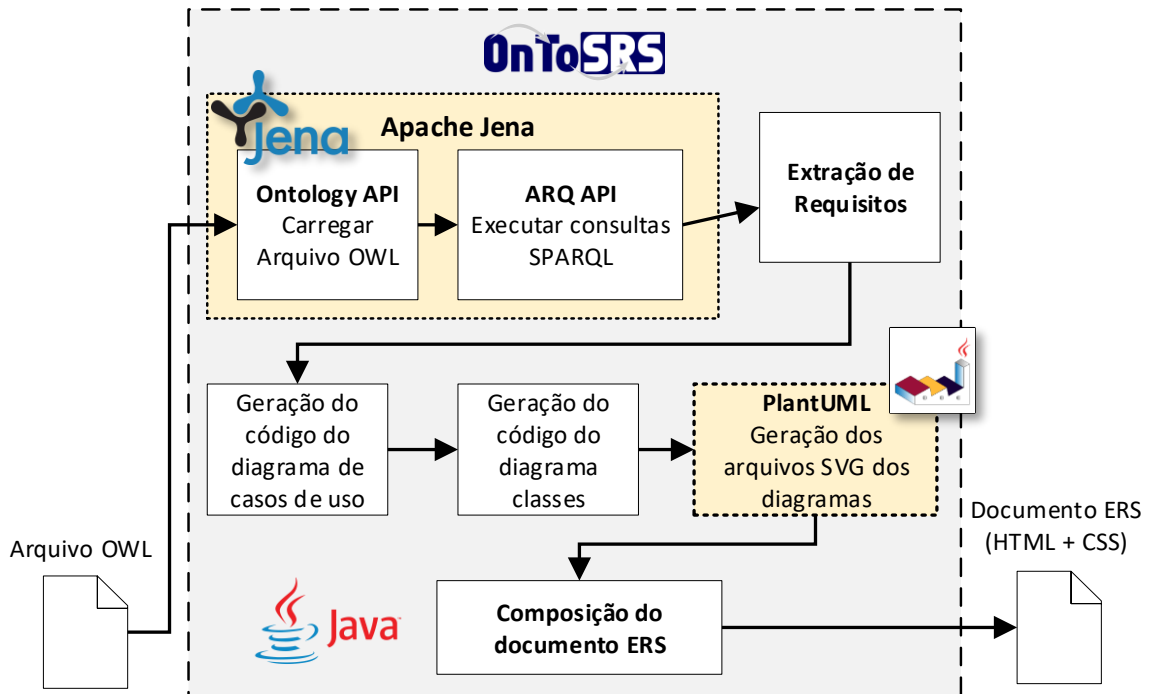 OnToSRS
Jena
Apache Jena
Ontology API
Carregar
Arquivo OWL
ARQ API
Executar consultas
SPARQL
Extração de
Requisitos
Geração do
código do
diagrama de
casos de uso
Geração do
código do
diagrama
classes
PlantUML
Geração dos
arquivos SVG dos
diagramas
Arquivo OWL
Documento ERS
(HTML + CSS)
Java
Composição do
documento ERS